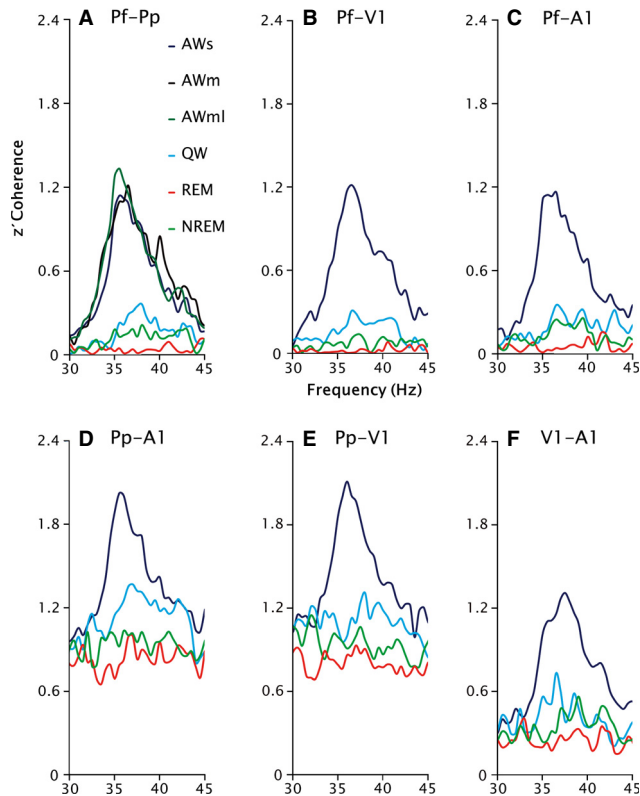 A Pf-Pp
B Pf-V1
C Pf-A1
AWs
AWm
AWml
QW
REM
NREM
z´Coherence
2.4
1.8
1.2
0.6
0
30 35 40 45
2.4
1.8
1.2
0.6
0
30 35 40 45
2.4
1.8
1.2
0.6
0
30 35 40 45
Frequency (Hz)
D Pp-A1
E Pp-V1
F V1-A1
2.4
1.8
1.2
0.6
0
30 35 40 45
2.4
1.8
1.2
0.6
0
30 35 40 45
2.4
1.8
1.2
0.6
0
30 35 40 45